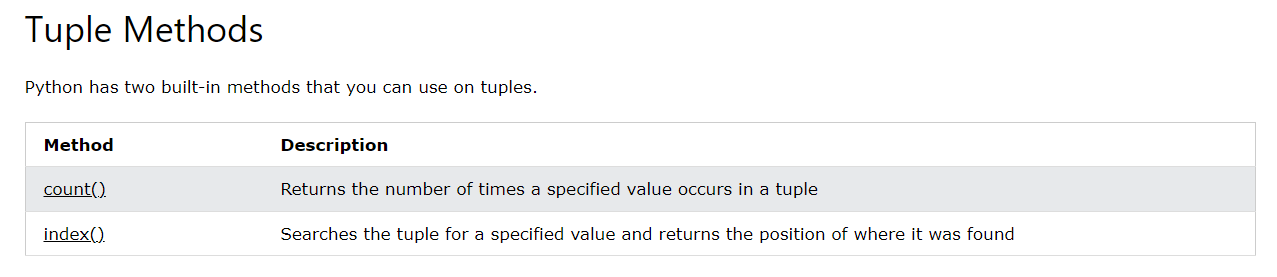 Tuple Methods
Python has two built-in methods that you can use on tuples.
Method Description
count() Returns the number of times a specified value occurs in a tuple
index() Searches the tuple for a specified value and returns the position of where it was found